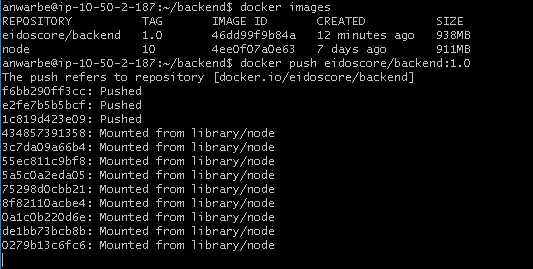 anwarbe@ip-10-50-2-187:~/backend$ docker images
REPOSITORY TAG IMAGE ID CREATED SIZE
eidoscore/backend 1.0 46dd99f9b84a 12 minutes ago 938MB
node 10 4ee0f07a0e63 7 days ago 911MB
anwarbe@ip-10-50-2-187:~/backend$ docker push eidoscore/backend:1.0
The push refers to repository [docker.io/eidoscore/backend]
f6bb290ff3cc: Pushed
e2fe7b5b5bcf: Pushed
1c819d423e09: Pushed
434857391358: Mounted from library/node
3c7da09a66b4: Mounted from library/node
55ec811c9bf8: Mounted from library/node
5a5c0a2eda05: Mounted from library/node
75298d0cbb21: Mounted from library/node
8f82110acbe4: Mounted from library/node
0a1c0b220d6e: Mounted from library/node
de1bb73bcb8b: Mounted from library/node
0279b13c6fc6: Mounted from library/node